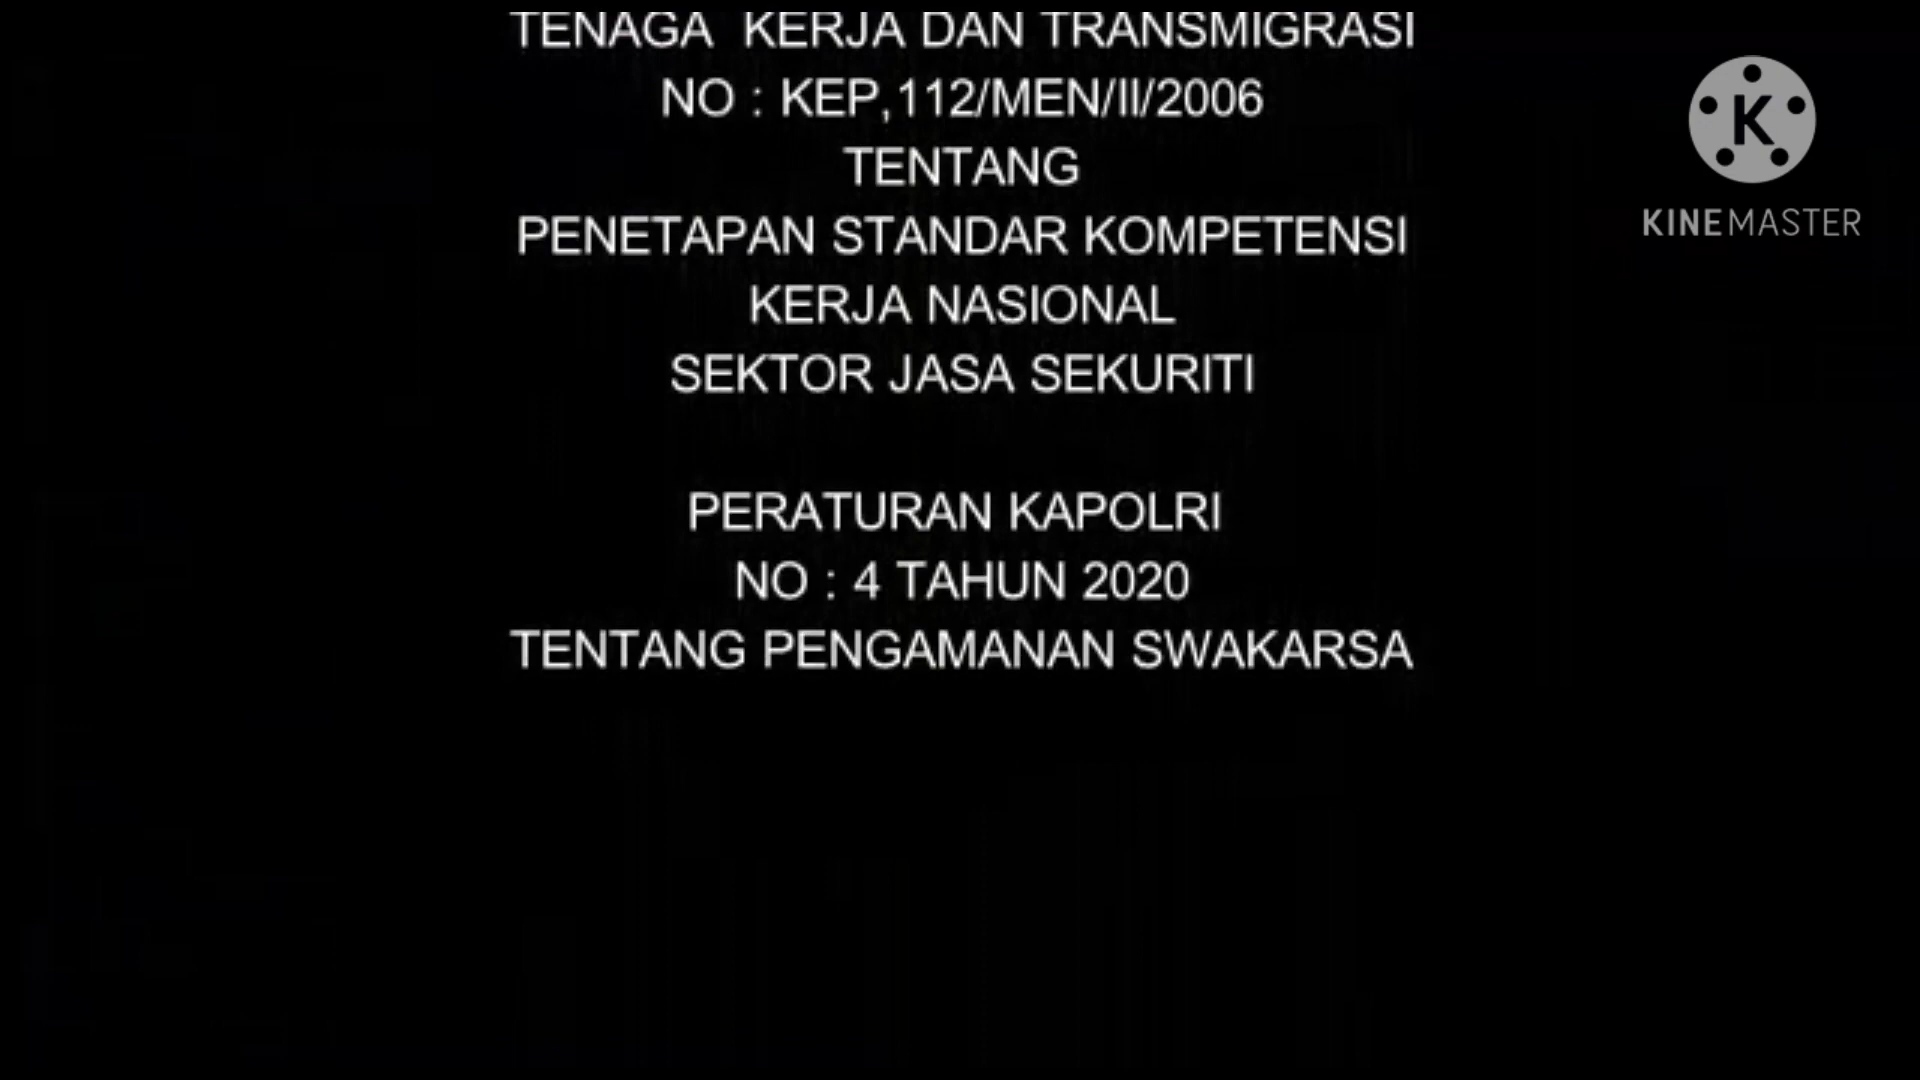 TENAGA KERJA DAN TRANSMIGRASI
NO : KEP,112/MEN/II/2006
TENTANG
PENETAPAN STANDAR KOMPETENSI
KERJA NASIONAL
SEKTOR JASA SEKURITI
PERATURAN KAPOLRI
NO : 4 TAHUN 2020
TENTANG PENGAMANAN SWAKARSA
K
KINEMASTER